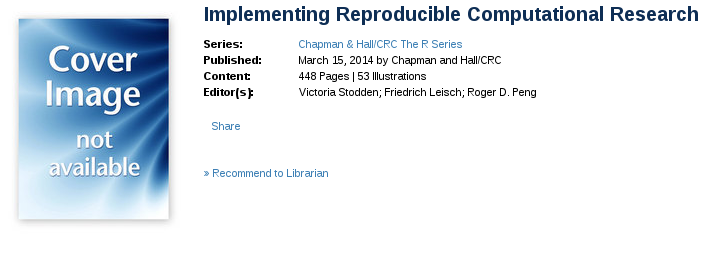 Implementing Reproducible Computational Research
Cover
Image
not
available
Series: Chapman & Hall/CRC The R Series
Published: March 15, 2014 by Chapman and Hall/CRC
Content: 448 Pages | 53 Illustrations
Editor(s): Victoria Stodden; Friedrich Leisch; Roger D. Peng
Share
» Recommend to Librarian